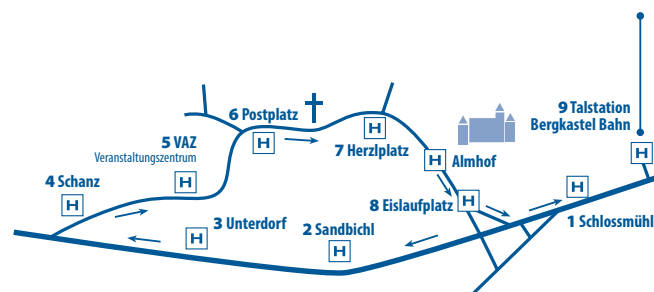 9 Talstation
Bergkastel Bahn
6 Postplatz
H
5 VAZ
Veranstaltungszentrum
H
7 Herzlplatz
H
Almhof
H
H
4 Schanz
H
H
8 Eislaufplatz
H
H
1 Schlossmühl
3 Unterdorf
H
2 Sandbichl
H